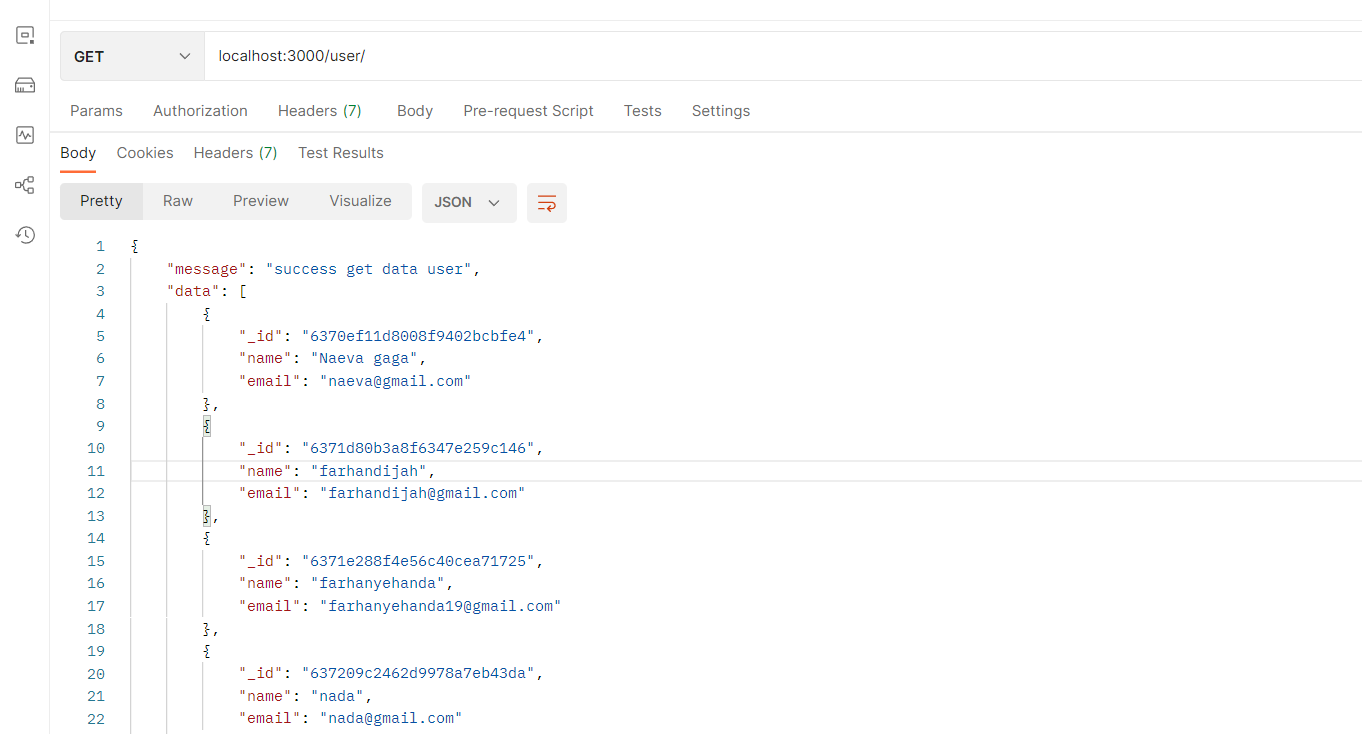 GET localhost:3000/user/
Params Authorization Headers (7) Body Pre-request Script Tests Settings
Body Cookies Headers (7) Test Results
Pretty Raw Preview Visualize JSON
1 {
2 "message": "success get data user",
3 "data": [
4 {
5 "_id": "6370ef11d8008f9402bcbfe4",
6 "name": "Naeva gaga",
7 "email": "naeva@gmail.com"
8 },
9 {
10 "_id": "6371d80b3a8f6347e259c146",
11 "name": "farhandijah",
12 "email": "farhandijah@gmail.com"
13 },
14 {
15 "_id": "6371e288f4e56c40cea71725",
16 "name": "farhanyehanda",
17 "email": "farhanyehanda19@gmail.com"
18 },
19 {
20 "_id": "637209c2462d9978a7eb43da",
21 "name": "nada",
22 "email": "nada@gmail.com"